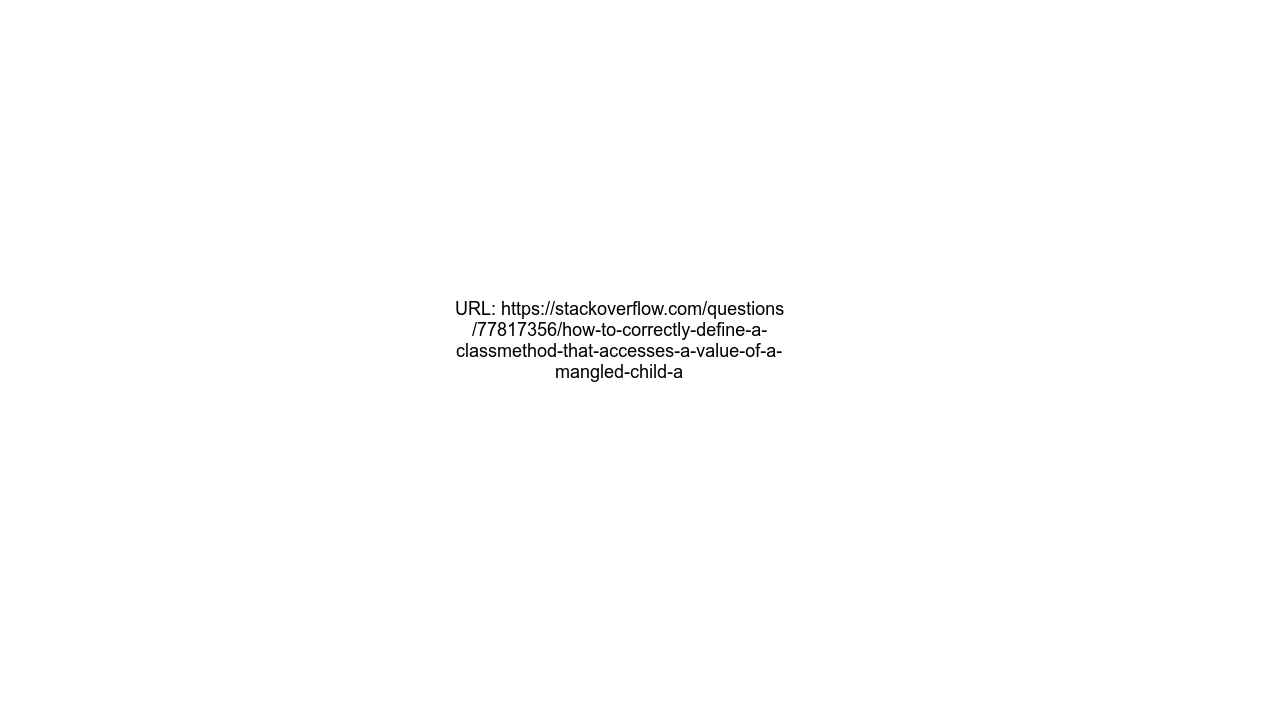 URL: https://stackoverflow.com/questions
/77817356/how-to-correctly-define-a-
classmethod-that-accesses-a-value-of-a-
mangled-child-a